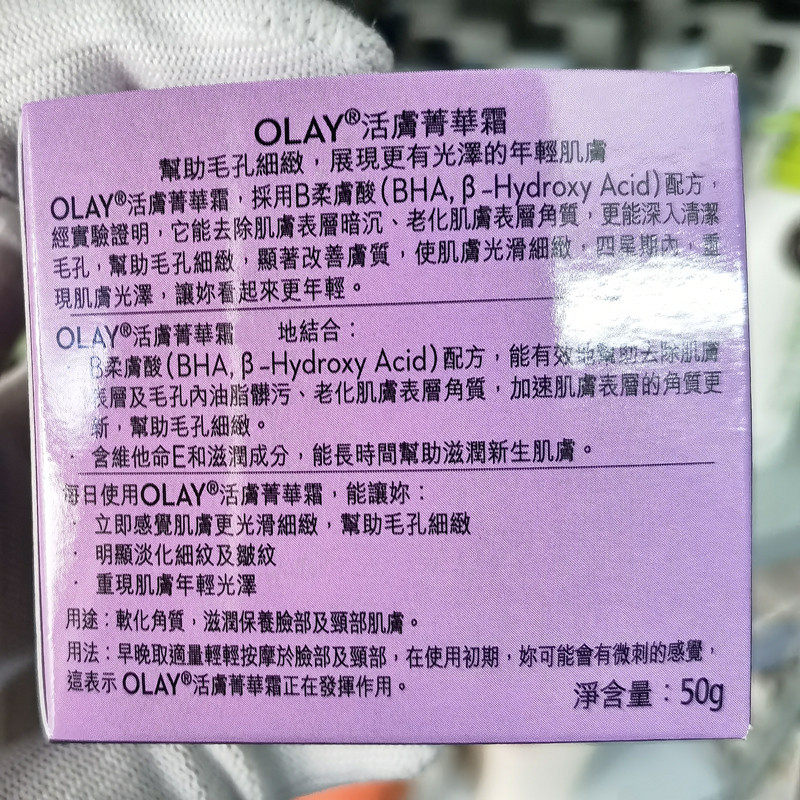 OLAY®活膚菁華霜
幫助毛孔細緻，展現更有光澤的年輕肌膚
OLAY®活膚菁華霜，採用B柔膚酸(BHA, β-Hydroxy Acid)配方，
經實驗證明，它能去除肌膚表層暗沉、老化肌膚表層角質，更能深入清潔
毛孔，幫助毛孔細緻，顯著改善膚質，使肌膚光滑細緻，四星期內，重
現肌膚光澤，讓妳看起來更年輕。
OLAY®活膚菁華霜 地結合：
· B柔膚酸(BHA, β-Hydroxy Acid)配方，能有效地幫助去除肌膚
表層及毛孔內油脂髒污、老化肌膚表層角質，加速肌膚表層的角質更
新，幫助毛孔細緻。
· 含維他命E和滋潤成分，能長時間幫助滋潤新生肌膚。
每日使用OLAY®活膚菁華霜，能讓妳：
· 立即感覺肌膚更光滑細緻，幫助毛孔細緻
· 明顯淡化細紋及皺紋
· 重現肌膚年輕光澤
用途：軟化角質，滋潤保養臉部及頸部肌膚。
用法：早晚取適量輕輕按摩於臉部及頸部，在使用初期，妳可能會有微刺的感覺，
這表示 OLAY®活膚菁華霜正在發揮作用。
淨含量：50g